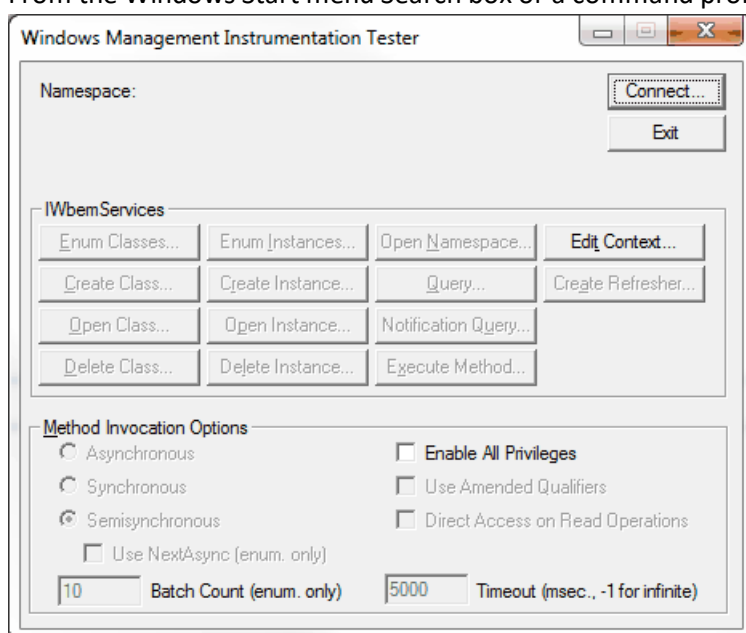 From the Windows Start menu Search box or a command pro
Windows Management Instrumentation Tester
Namespace:
Connect...
Exit
IWbemServices
Enum Classes... Enum Instances... Open Namespace... Edit Context...
Create Class... Create Instance... Query... Create Refresher...
Open Class... Open Instance... Notification Query...
Delete Class... Delete Instance... Execute Method...
Method Invocation Options
Asynchronous Enable All Privileges
Synchronous Use Amended Qualifiers
Semisynchronous Direct Access on Read Operations
Use NextAsync (enum. only)
10 Batch Count (enum. only) 5000 Timeout (msec., -1 for infinite)